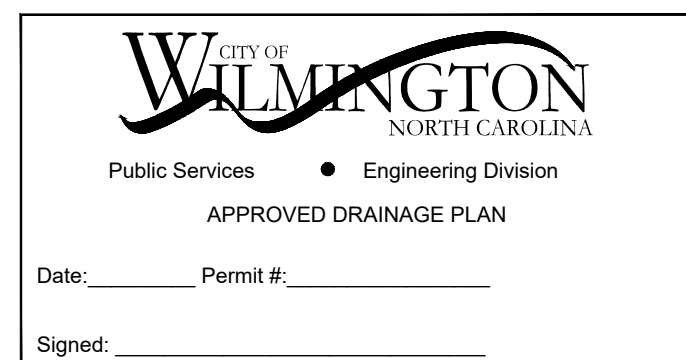 CITY OF
WILMINGTON
NORTH CAROLINA
Public Services ● Engineering Division
APPROVED DRAINAGE PLAN
Date:_________ Permit #:_________________
Signed: _______________________________